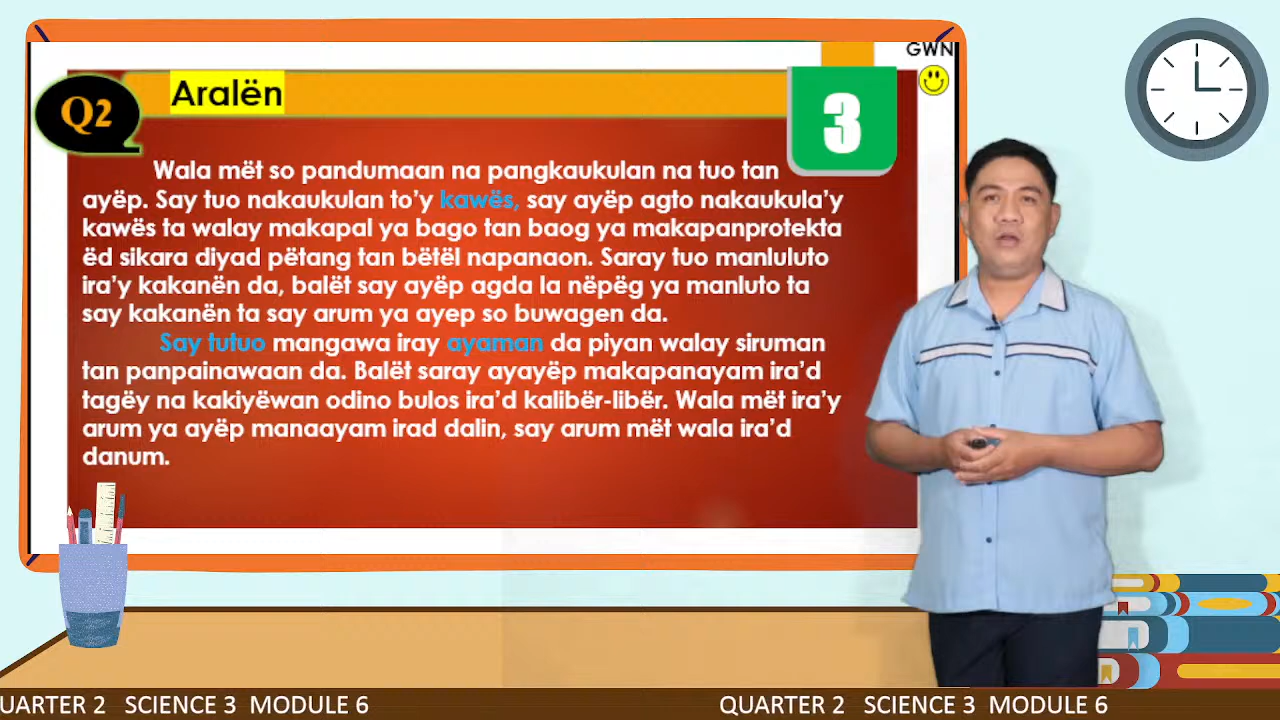 GWN
Q2
Aralën
3
Wala mët so pandumaan na pangkaukulan na tuo tan
ayëp. Say tuo nakaukulan to'y kawës, say ayëp agto nakaukula'y
kawës ta walay makapal ya bago tan baog ya makapanprotekta
ëd sikara diyad pëtang tan bëtël napanaon. Saray tuo manluluto
ira'y kakanën da, balët say ayëp agda la nëpëg ya manluto ta
say kakanën ta say arum ya ayep so buwagen da.
Say tutuo mangawa iray ayaman da piyan walay siruman
tan panpainawaan da. Balët saray ayayëp makapanayam ira'd
tagëy na kakiyëwan odino bulos ira'd kalibër-libër. Wala mët ira'y
arum ya ayëp manaayam irad dalin, say arum mët wala ira'd
danum.
UARTER 2 SCIENCE 3 MODULE 6
QUARTER 2 SCIENCE 3 MODULE 6